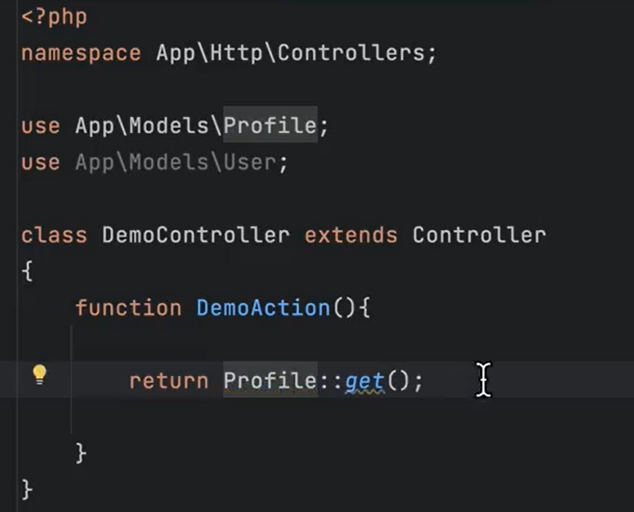 <?php
namespace App\Http\Controllers;
use App\Models\Profile;
use App\Models\User;
class DemoController extends Controller
{
function DemoAction(){
return Profile::get();
}
}